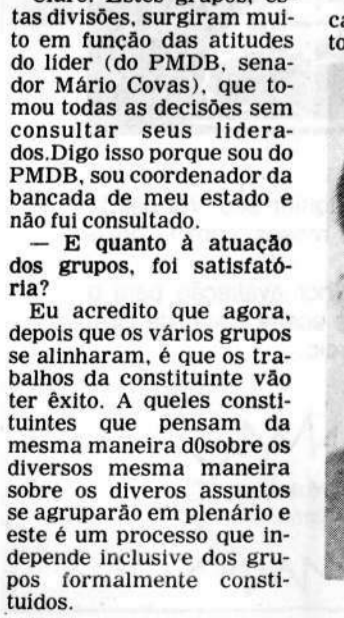 Claro. Estes grupos, es-
tas divisões, surgiram mui-
to em função das atitudes
do líder (do PMDB, sena-
dor Mário Covas), que to-
mou todas as decisões sem
consultar seus lidera-
dos.Digo isso porque sou do
PMDB, sou coordenador da
bancada de meu estado e
não fui consultado.
— E quanto à atuação
dos grupos, foi satisfató-
ria?
Eu acredito que agora,
depois que os vários grupos
se alinharam, é que os tra-
balhos da constituinte vão
ter êxito. A queles consti-
tuintes que pensam da
mesma maneira d0sobre os
diversos mesma maneira
sobre os diveros assuntos
se agruparão em plenário e
este é um processo que in-
depende inclusive dos gru-
pos formalmente consti-
tuídos.
ca
to